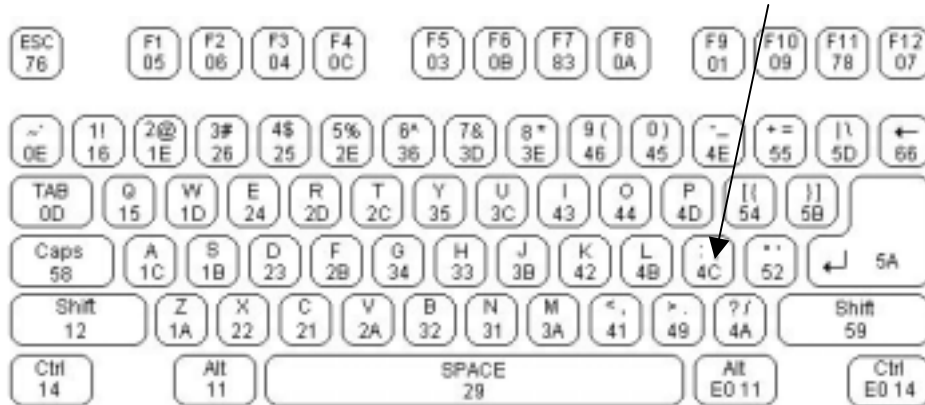 ESC F1 F2 F3 F4 F5 F6 F7 F8 F9 F10 F11 F12
76 05 06 04 0C 03 0B 83 0A 01 09 78 07
~` 1! 2@ 3# 4$ 5% 6^ 7& 8* 9( 0) -_ += |\ ←
0E 16 1E 26 25 2E 36 3D 3E 46 45 4E 55 5D 66
TAB Q W E R T Y U I O P [{ }]
0D 15 1D 24 2D 2C 35 3C 43 44 4D 54 5B
Caps A S D F G H J K L ; "' ↵
58 1C 1B 23 2B 34 33 3B 42 4B 4C 52 5A
Shift Z X C V B N M <, >. ?/ Shift
12 1A 22 21 2A 32 31 3A 41 49 4A 59
Ctrl Alt SPACE Alt Ctrl
14 11 29 E0 11 E0 14